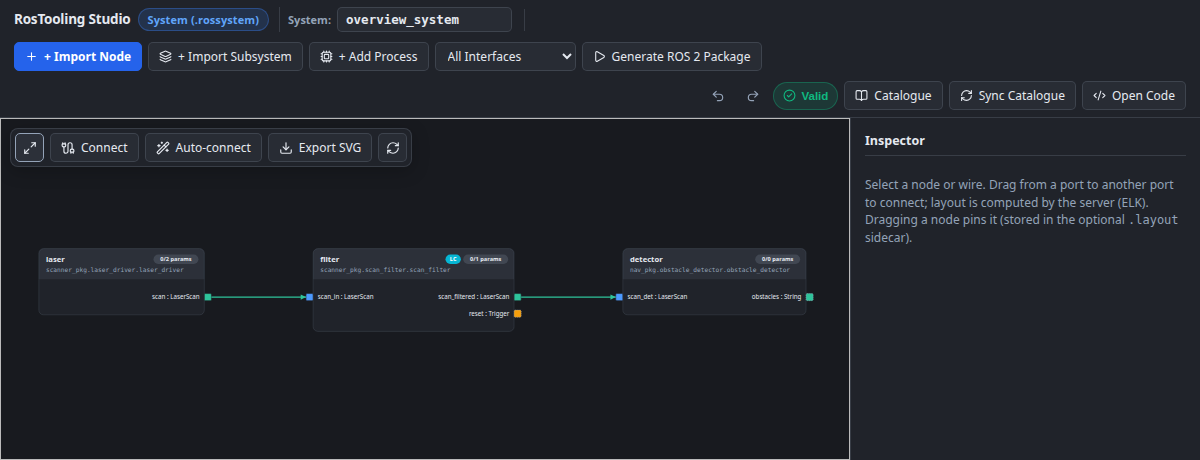 RosTooling Studio System (.rossystem) System: overview_system
+ Import Node + Import Subsystem + Add Process All Interfaces Generate ROS 2 Package
Valid Catalogue Sync Catalogue Open Code
Connect Auto-connect Export SVG
Inspector
Select a node or wire. Drag from a port to another port
to connect; layout is computed by the server (ELK).
Dragging a node pins it (stored in the optional .layout
sidecar).
laser 0/2 params
scanner_pkg.laser_driver.laser_driver
scan : LaserScan
filter LC 0/1 params
scanner_pkg.scan_filter.scan_filter
scan_in : LaserScan scan_filtered : LaserScan
reset : Trigger
detector 0/0 params
nav_pkg.obstacle_detector.obstacle_detector
scan_det : LaserScan obstacles : String